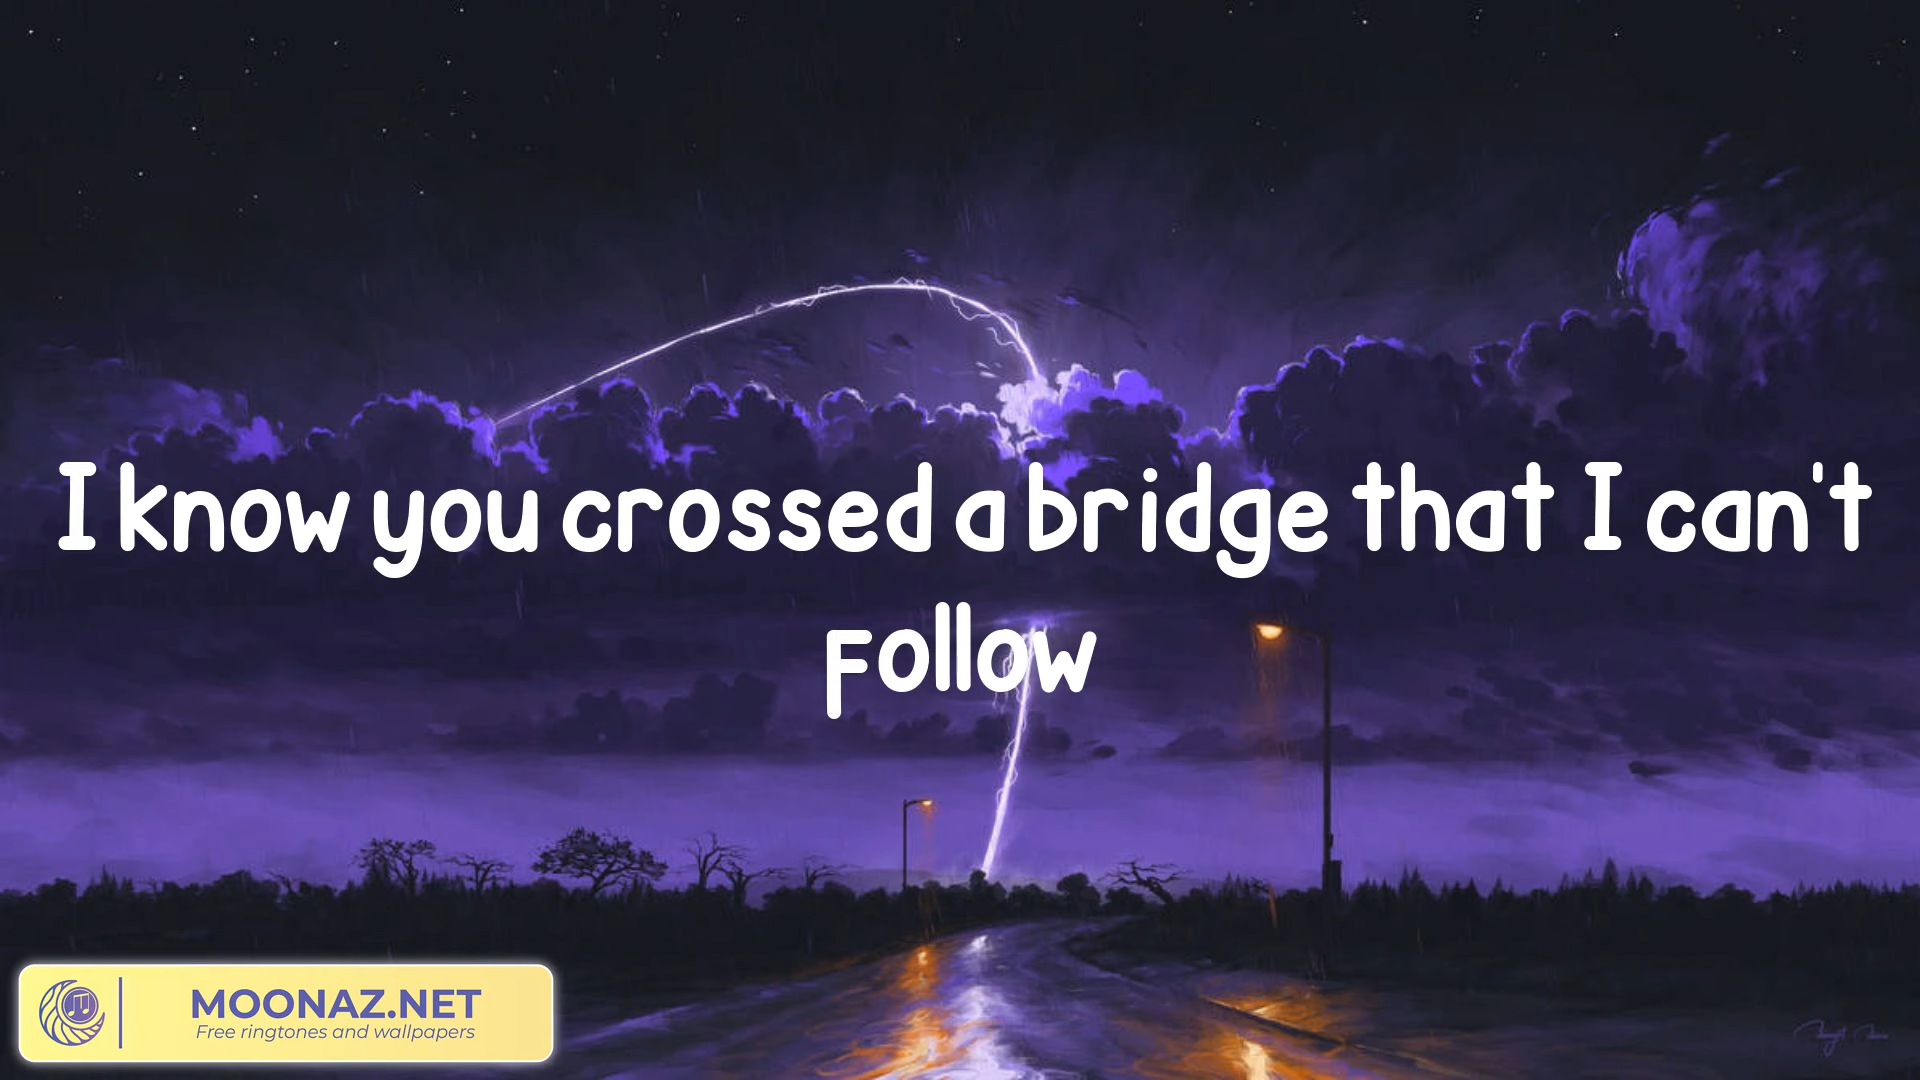 I know you crossed a bridge that I can't
follow
MOONAZ.NET
Free ringtones and wallpapers